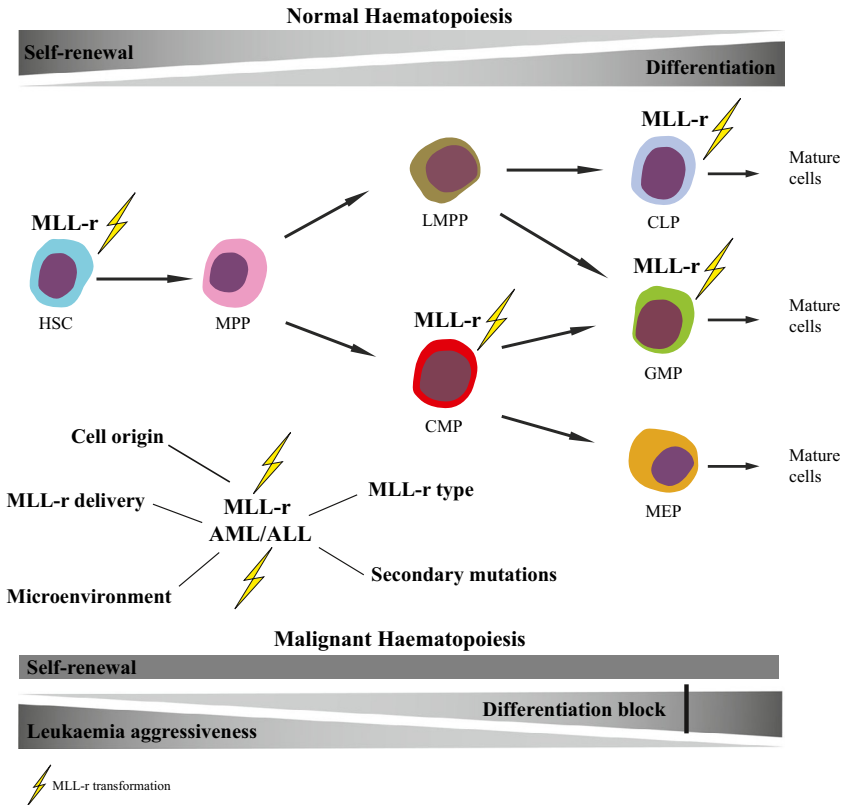 Normal Haematopoiesis
Self-renewal
Differentiation
MLL-r
HSC
MPP
LMPP
MLL-r
CLP
Mature
cells
MLL-r
CMP
MLL-r
GMP
Mature
cells
MEP
Mature
cells
Cell origin
MLL-r delivery
MLL-r type
MLL-r
AML/ALL
Microenvironment
Secondary mutations
Malignant Haematopoiesis
Self-renewal
Differentiation block
Leukaemia aggressiveness
MLL-r transformation